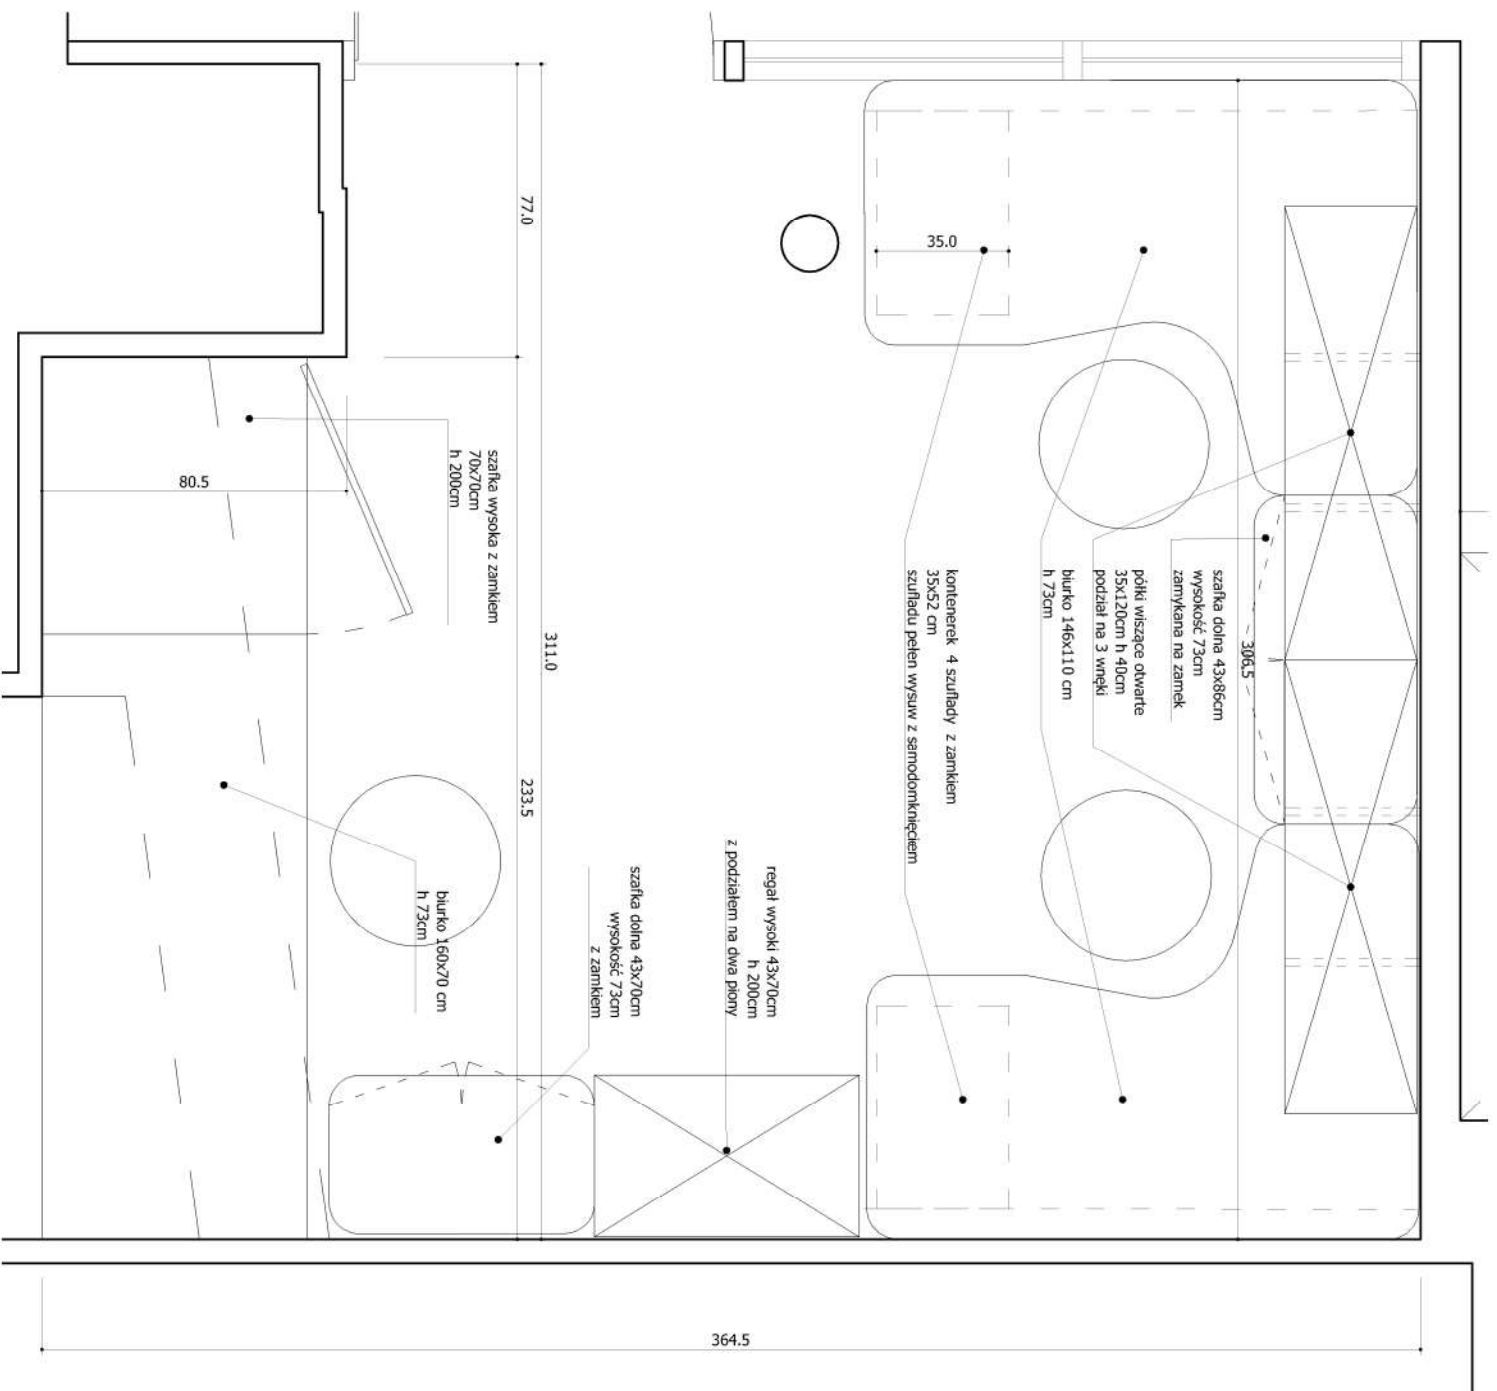 77.0
35.0
80.5
szafka wysoka z zamkiem
70x70cm
h 200cm
311.0
233.5
306,5
szafka dolna 43x86cm
wysokość 73cm
zamykana na zamek
półki wiszące otwarte
35x120cm h 40cm
podział na 3 wnęki
biurko 146x110 cm
h 73cm
kontenerek 4 szuflady z zamkiem
35x52 cm
szufladu pełen wysuw z samodomknięciem
regał wysoki 43x70cm
h 200cm
z podziałem na dwa piony
szafka dolna 43x70cm
wysokość 73cm
z zamkiem
biurko 160x70 cm
h 73cm
364.5